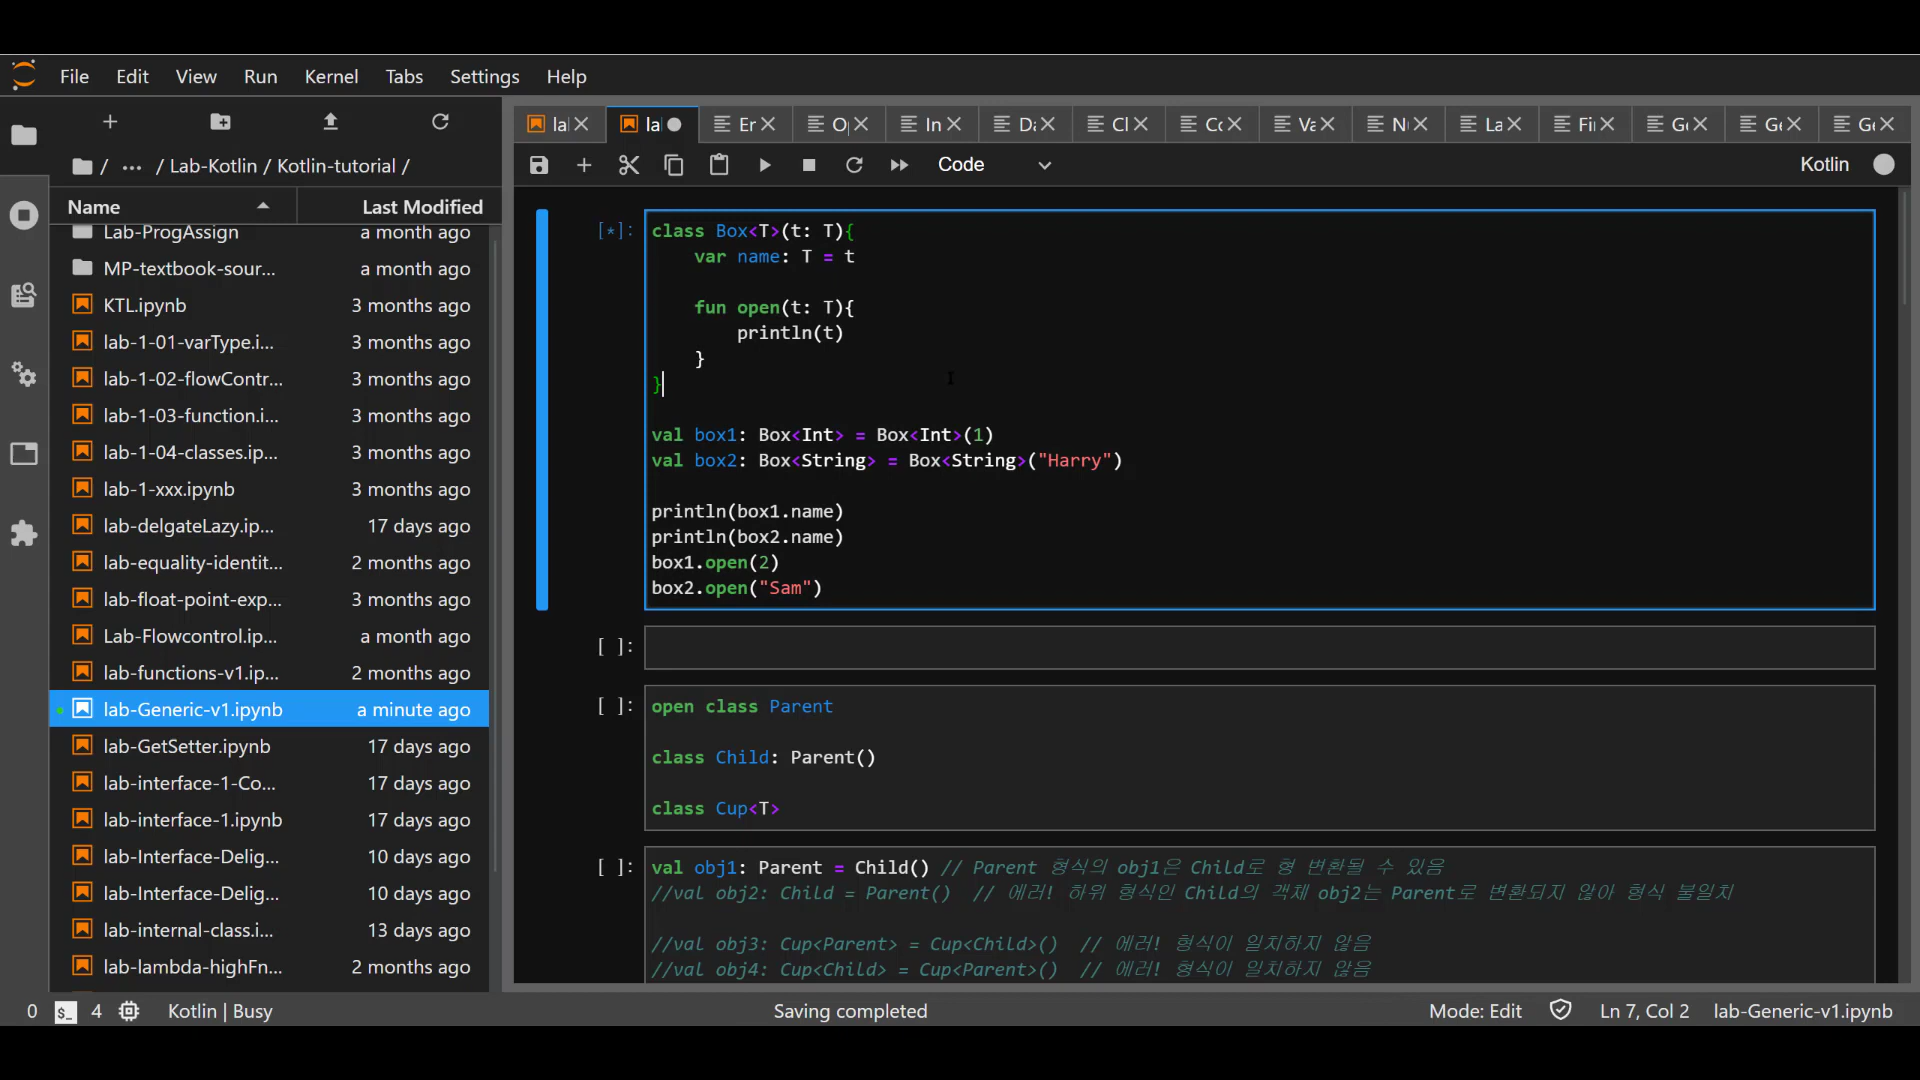 File Edit View Run Kernel Tabs Settings Help
/ ... / Lab-Kotlin / Kotlin-tutorial /
Name Last Modified
Lab-ProgAssign a month ago
MP-textbook-sour... a month ago
KTL.ipynb 3 months ago
lab-1-01-varType.i... 3 months ago
lab-1-02-flowContr... 3 months ago
lab-1-03-function.i... 3 months ago
lab-1-04-classes.ip... 3 months ago
lab-1-xxx.ipynb 3 months ago
lab-delgateLazy.ip... 17 days ago
lab-equality-identit... 2 months ago
lab-float-point-exp... 3 months ago
Lab-Flowcontrol.ip... a month ago
lab-functions-v1.ip... 2 months ago
lab-Generic-v1.ipynb a minute ago
lab-GetSetter.ipynb 17 days ago
lab-interface-1-Co... 17 days ago
lab-interface-1.ipynb 17 days ago
lab-Interface-Delig... 10 days ago
lab-Interface-Delig... 10 days ago
lab-internal-class.i... 13 days ago
lab-lambda-highFn... 2 months ago
la la Er In Cl Va La Fi
Code Kotlin
[*]: class Box<T>(t: T){
var name: T = t
fun open(t: T){
println(t)
}
}
val box1: Box<Int> = Box<Int>(1)
val box2: Box<String> = Box<String>("Harry")
println(box1.name)
println(box2.name)
box1.open(2)
box2.open("Sam")
[ ]:
[ ]: open class Parent
class Child: Parent()
class Cup<T>
[ ]: val obj1: Parent = Child() // Parent 형식의 obj1은 Child로 형 변환될 수 있음
//val obj2: Child = Parent() // 에러! 하위 형식인 Child의 객체 obj2는 Parent로 변환되지 않아 형식 불일치
//val obj3: Cup<Parent> = Cup<Child>() // 에러! 형식이 일치하지 않음
//val obj4: Cup<Child> = Cup<Parent>() // 에러! 형식이 일치하지 않음
0 $_ 4 Kotlin | Busy Saving completed Mode: Edit Ln 7, Col 2 lab-Generic-v1.ipynb